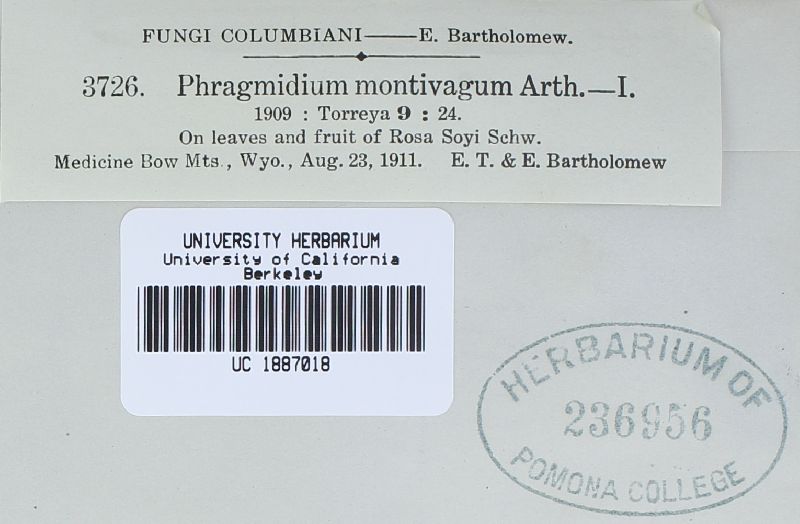 FUNGI COLUMBIANI——E. Bartholomew.
3726. Phragmidium montivagum Arth.—I.
1909 : Torreya 9 : 24.
On leaves and fruit of Rosa Soyi Schw.
Medicine Bow Mts., Wyo., Aug. 23, 1911. E. T. & E. Bartholomew
UNIVERSITY HERBARIUM
University of California
Berkeley
UC 1887018
HERBARIUM OF
236956
POMONA COLLEGE